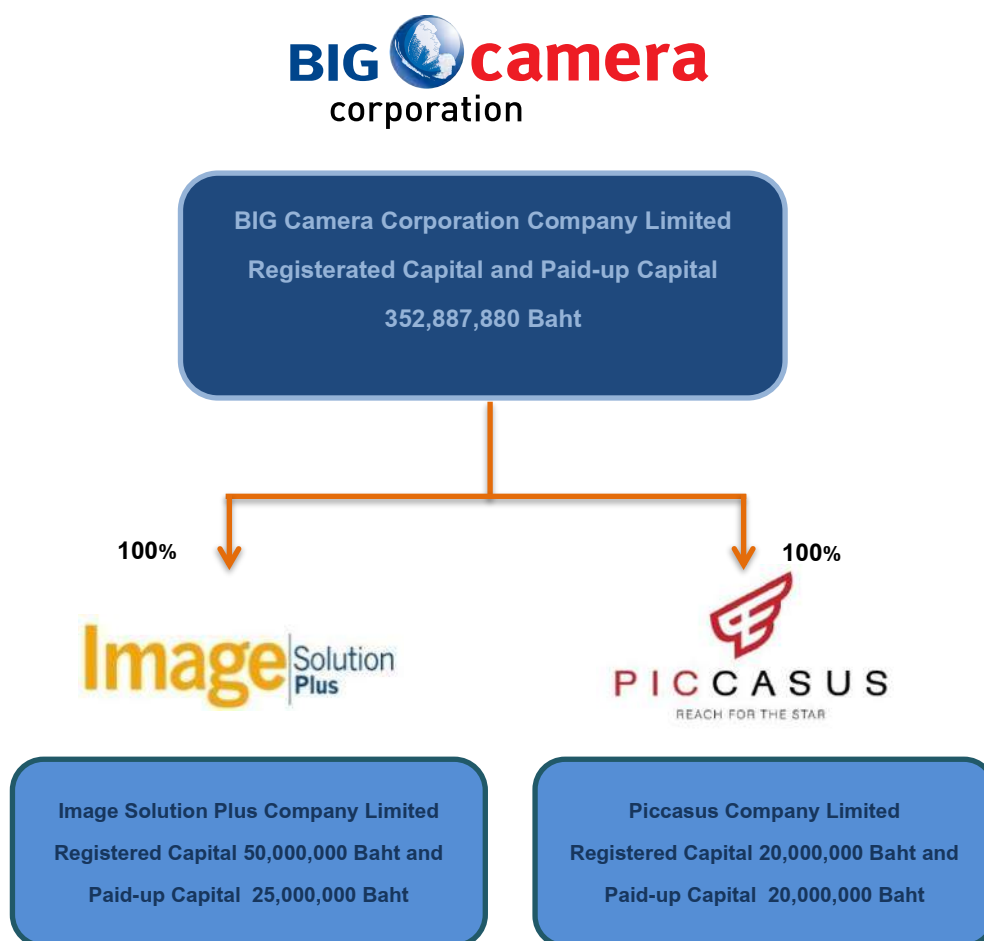 BIG camera
corporation
BIG Camera Corporation Company Limited
Registerated Capital and Paid-up Capital
352,887,880 Baht
100%
100%
Image Solution
Plus
PICCASUS
REACH FOR THE STAR
Image Solution Plus Company Limited
Registered Capital 50,000,000 Baht and
Paid-up Capital 25,000,000 Baht
Piccasus Company Limited
Registered Capital 20,000,000 Baht and
Paid-up Capital 20,000,000 Baht